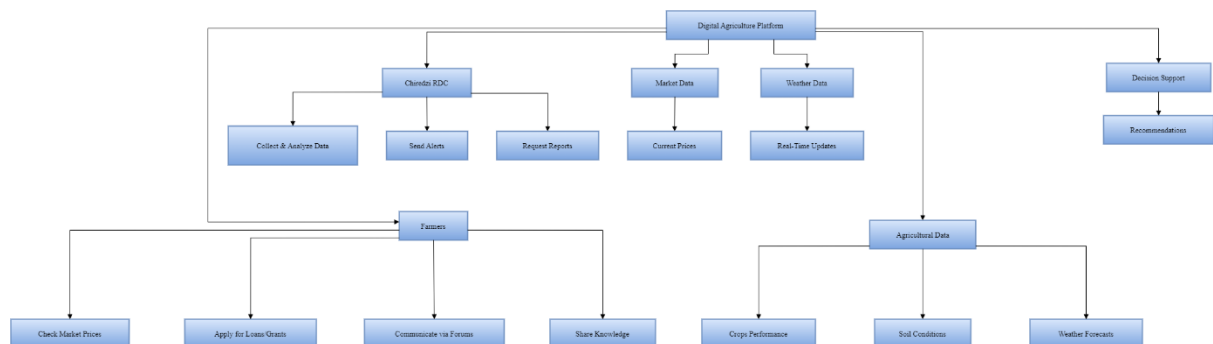 Digital Agriculture Platform
Chiredzi RDC
Market Data
Weather Data
Decision Support
Collect & Analyze Data
Send Alerts
Request Reports
Current Prices
Real-Time Updates
Recommendations
Farmers
Agricoltural Data
Check Market Prices
Apply for Loans/Grants
Communicate via Forums
Share Knowledge
Crops Performance
Soil Conditions
Weather Forecasts